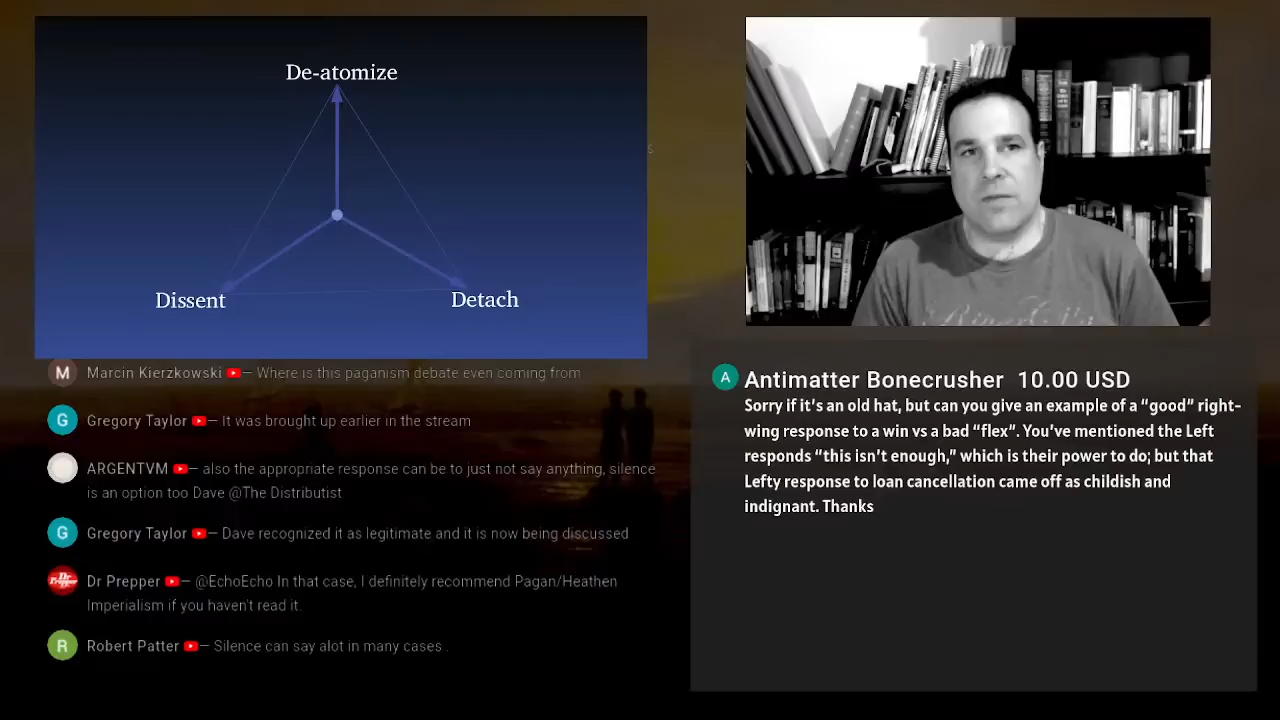 De-atomize
Dissent
Detach
M Marcin Kierzkowski — Where is this paganism debate even coming from
G Gregory Taylor — It was brought up earlier in the stream
ARGENTVM — also the appropriate response can be to just not say anything, silence
is an option too Dave @The Distributist
G Gregory Taylor — Dave recognized it as legitimate and it is now being discussed
Dr Prepper — @EchoEcho In that case, I definitely recommend Pagan/Heathen
Imperialism if you haven't read it.
R Robert Patter — Silence can say alot in many cases .
A Antimatter Bonecrusher 10.00 USD
Sorry if it's an old hat, but can you give an example of a “good” right-
wing response to a win vs a bad “flex”. You've mentioned the Left
responds “this isn't enough,” which is their power to do; but that
Lefty response to loan cancellation came off as childish and
indignant. Thanks